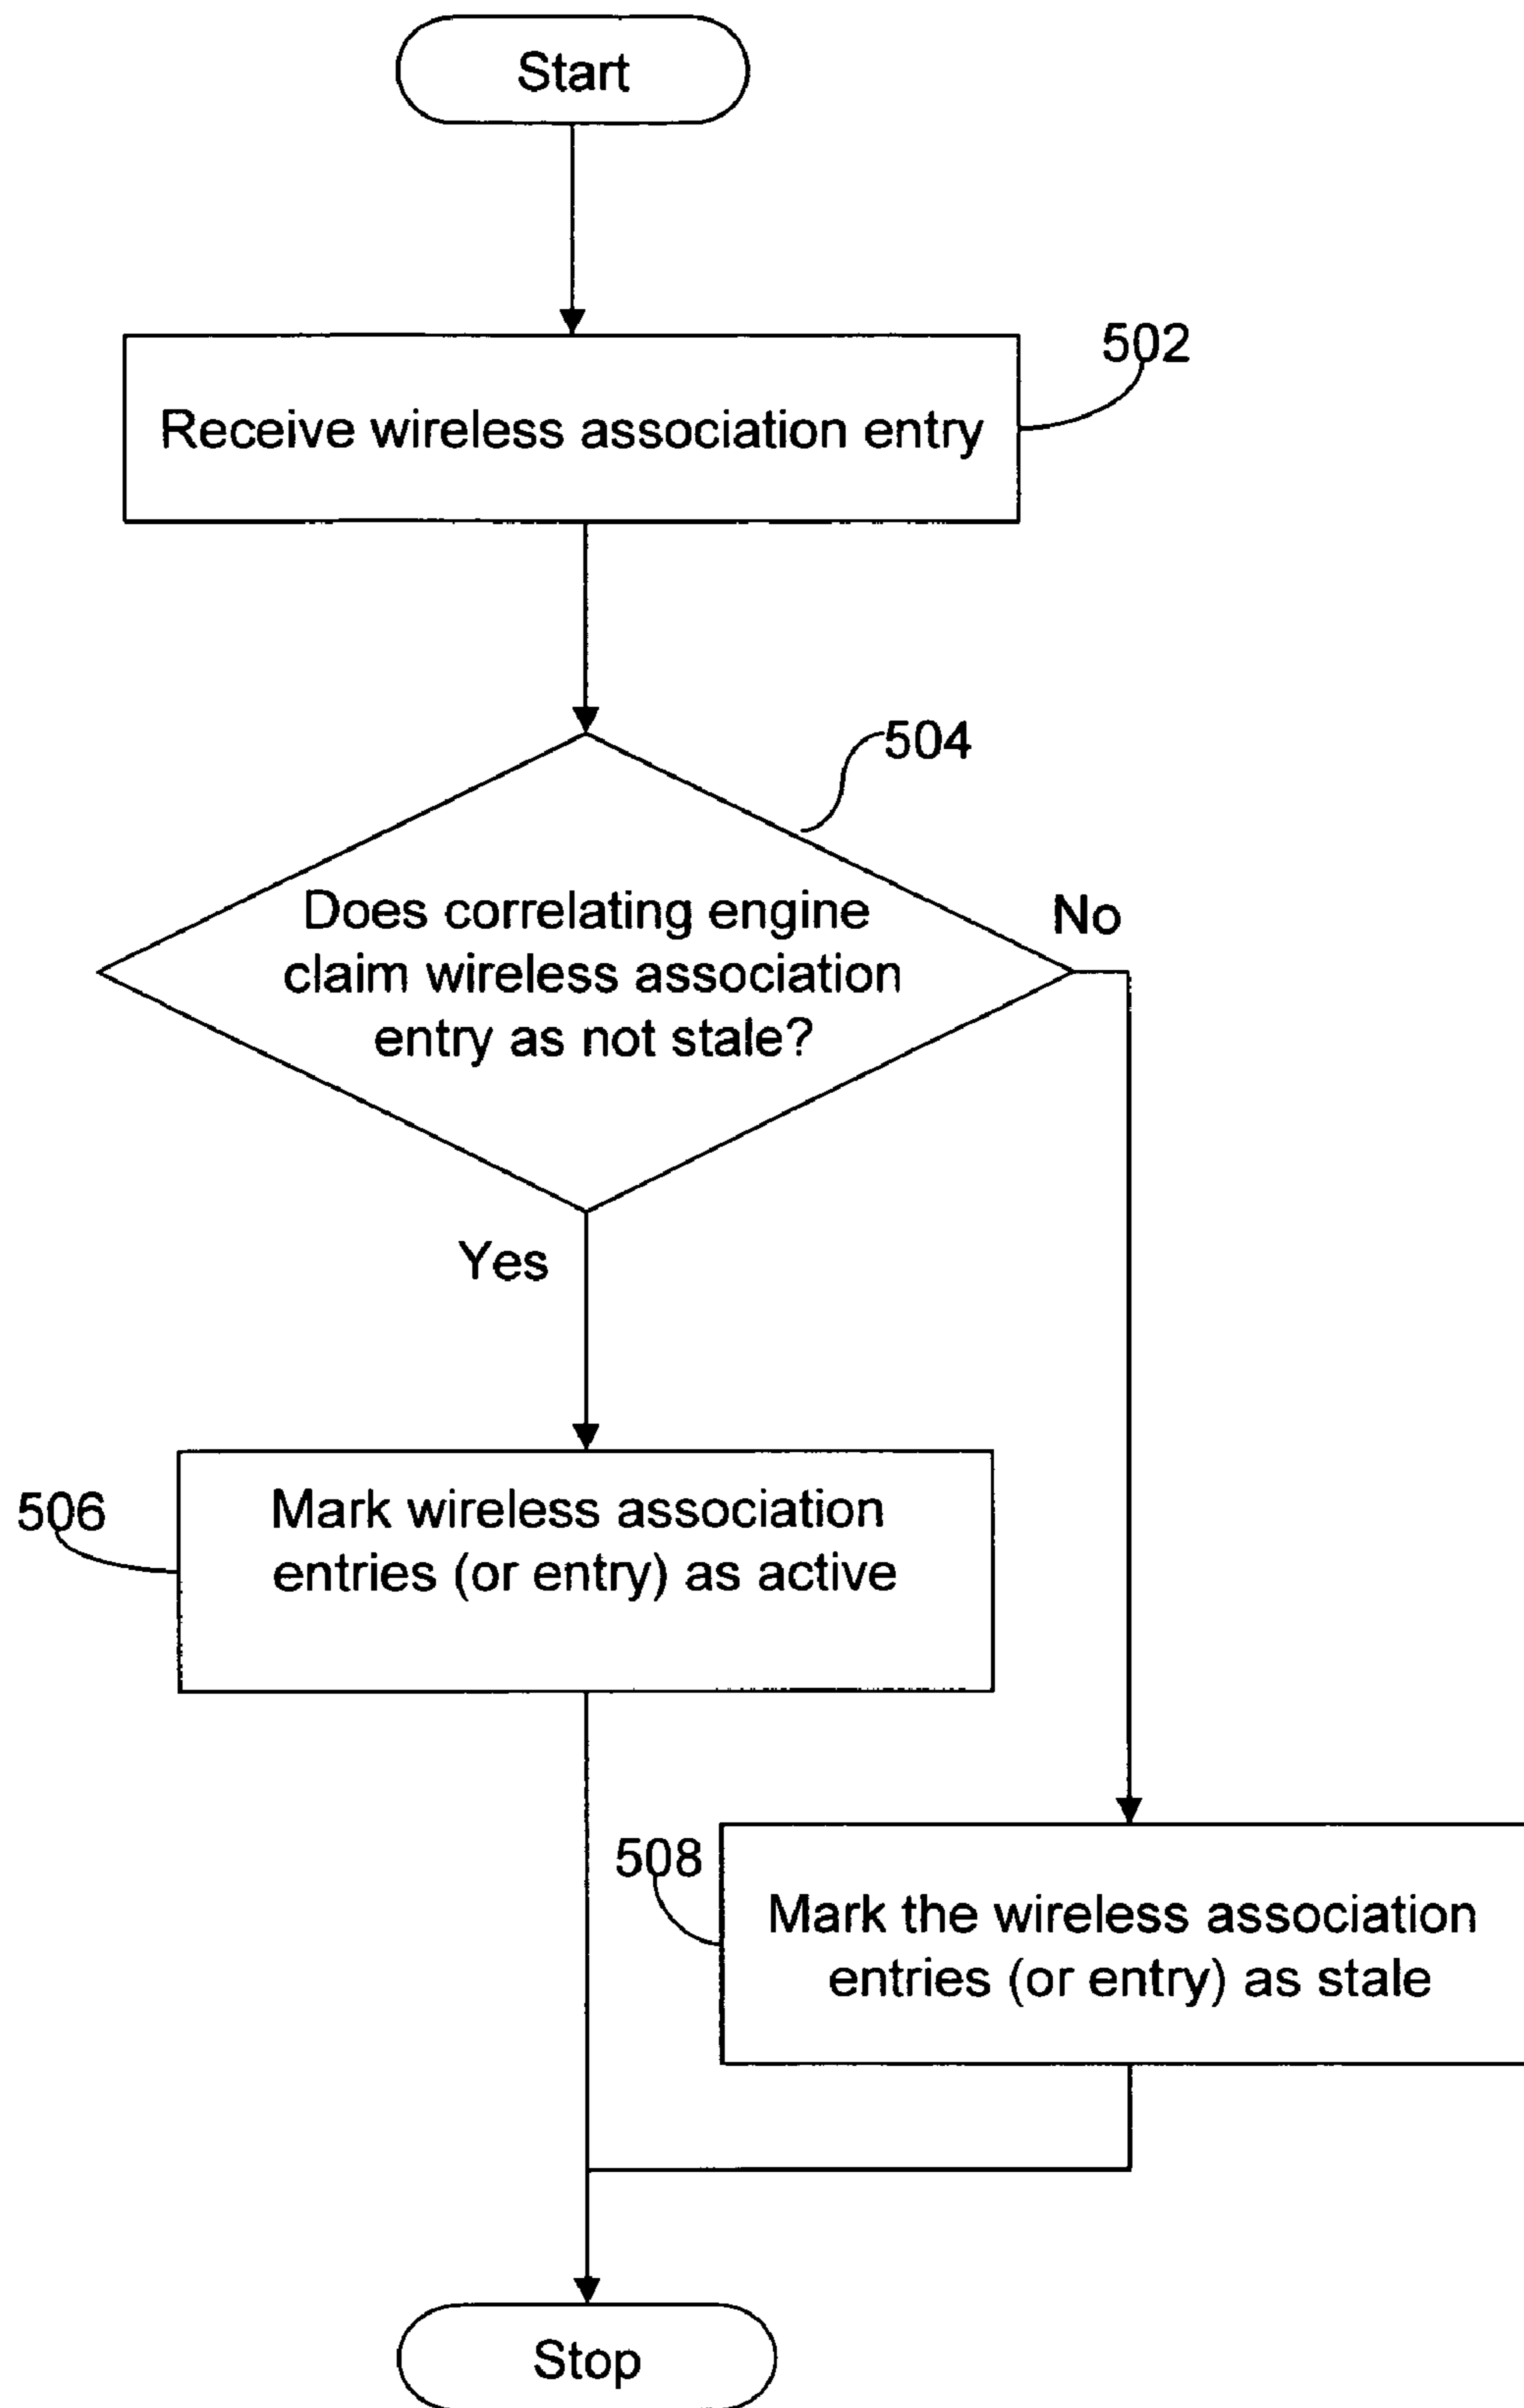 Start
Receive wireless association entry
502
504
Does correlating engine
claim wireless association
entry as not stale?
No
Yes
506
Mark wireless association
entries (or entry) as active
508
Mark the wireless association
entries (or entry) as stale
Stop